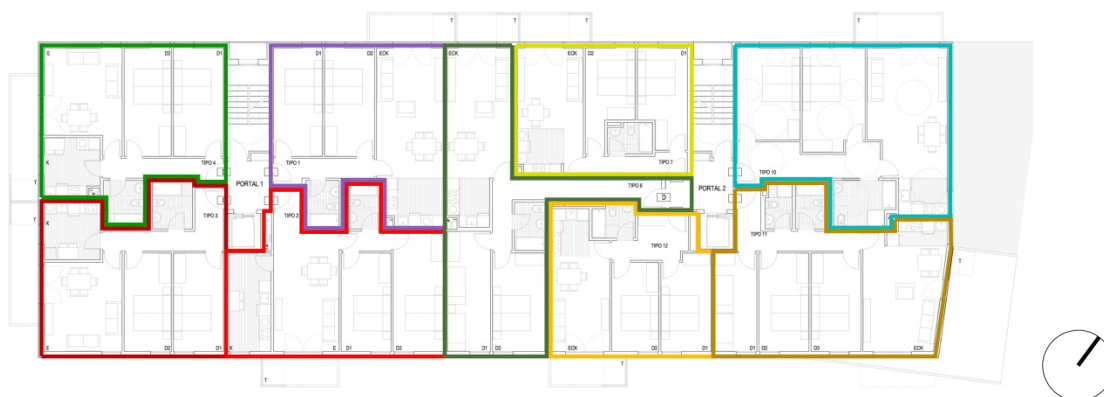 T T T T
E D2 D1 D1 D2 ECK ECK ECK D2 D1
K TIPO 4 TIPO 1 TIPO 7 TIPO 10
T PORTAL 1 TIPO 6 PORTAL 2
D
T K TIPO 3 TIPO 2
TIPO 12 TIPO 11
T
E D2 D1 K E D1 D2 D1 D2 ECK D2 D1 D1 D2 D3 ECK
T T